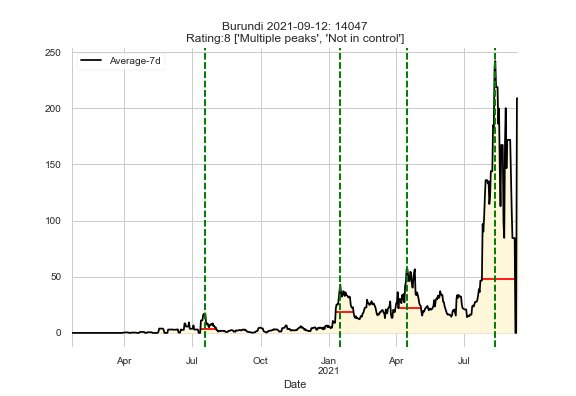 Burundi 2021-09-12: 14047
Rating:8 ['Multiple peaks', 'Not in control']
Average-7d
250
200
150
100
50
0
Apr Jul Oct Jan Apr Jul
2021
Date